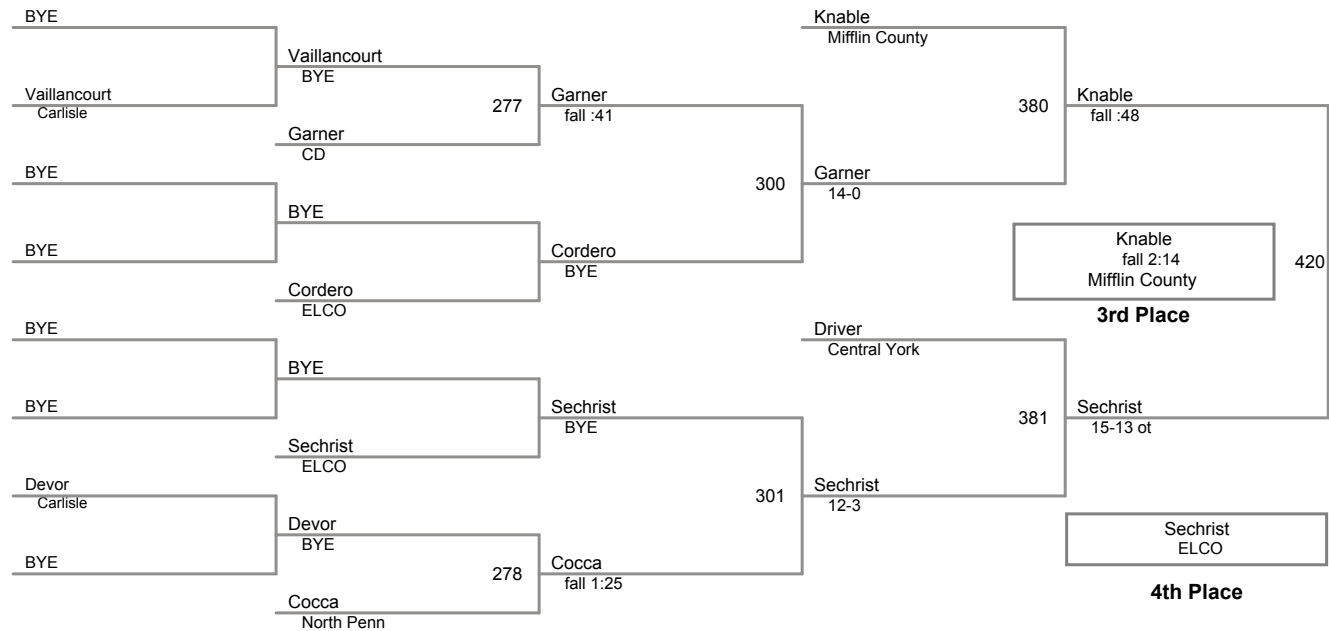 BYE
Vaillancourt
Carlisle
BYE
BYE
BYE
BYE
Devor
Carlisle
BYE
Vaillancourt
BYE
Garner
CD
BYE
Cordero
ELCO
BYE
Sechrist
ELCO
Devor
BYE
Cocca
North Penn
277
278
Garner
fall :41
Cordero
BYE
Sechrist
BYE
Cocca
fall 1:25
300
301
Knable
Mifflin County
Garner
14-0
Driver
Central York
Sechrist
12-3
380
381
Knable
fall :48
Sechrist
15-13 ot
420
Knable
fall 2:14
Mifflin County
3rd Place
Sechrist
ELCO
4th Place